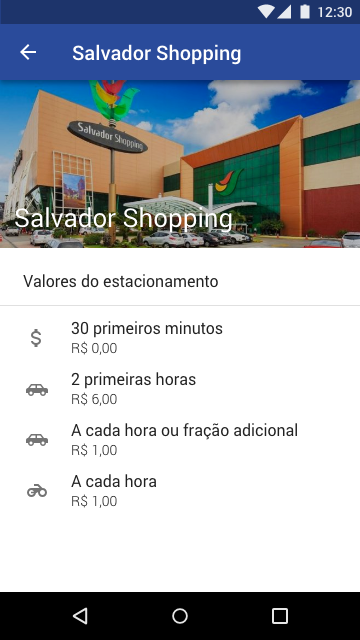 12:30
Salvador Shopping
Salvador Shopping
Salvador Shopping
Valores do estacionamento
30 primeiros minutos
R$ 0,00
2 primeiras horas
R$ 6,00
A cada hora ou fração adicional
R$ 1,00
A cada hora
R$ 1,00